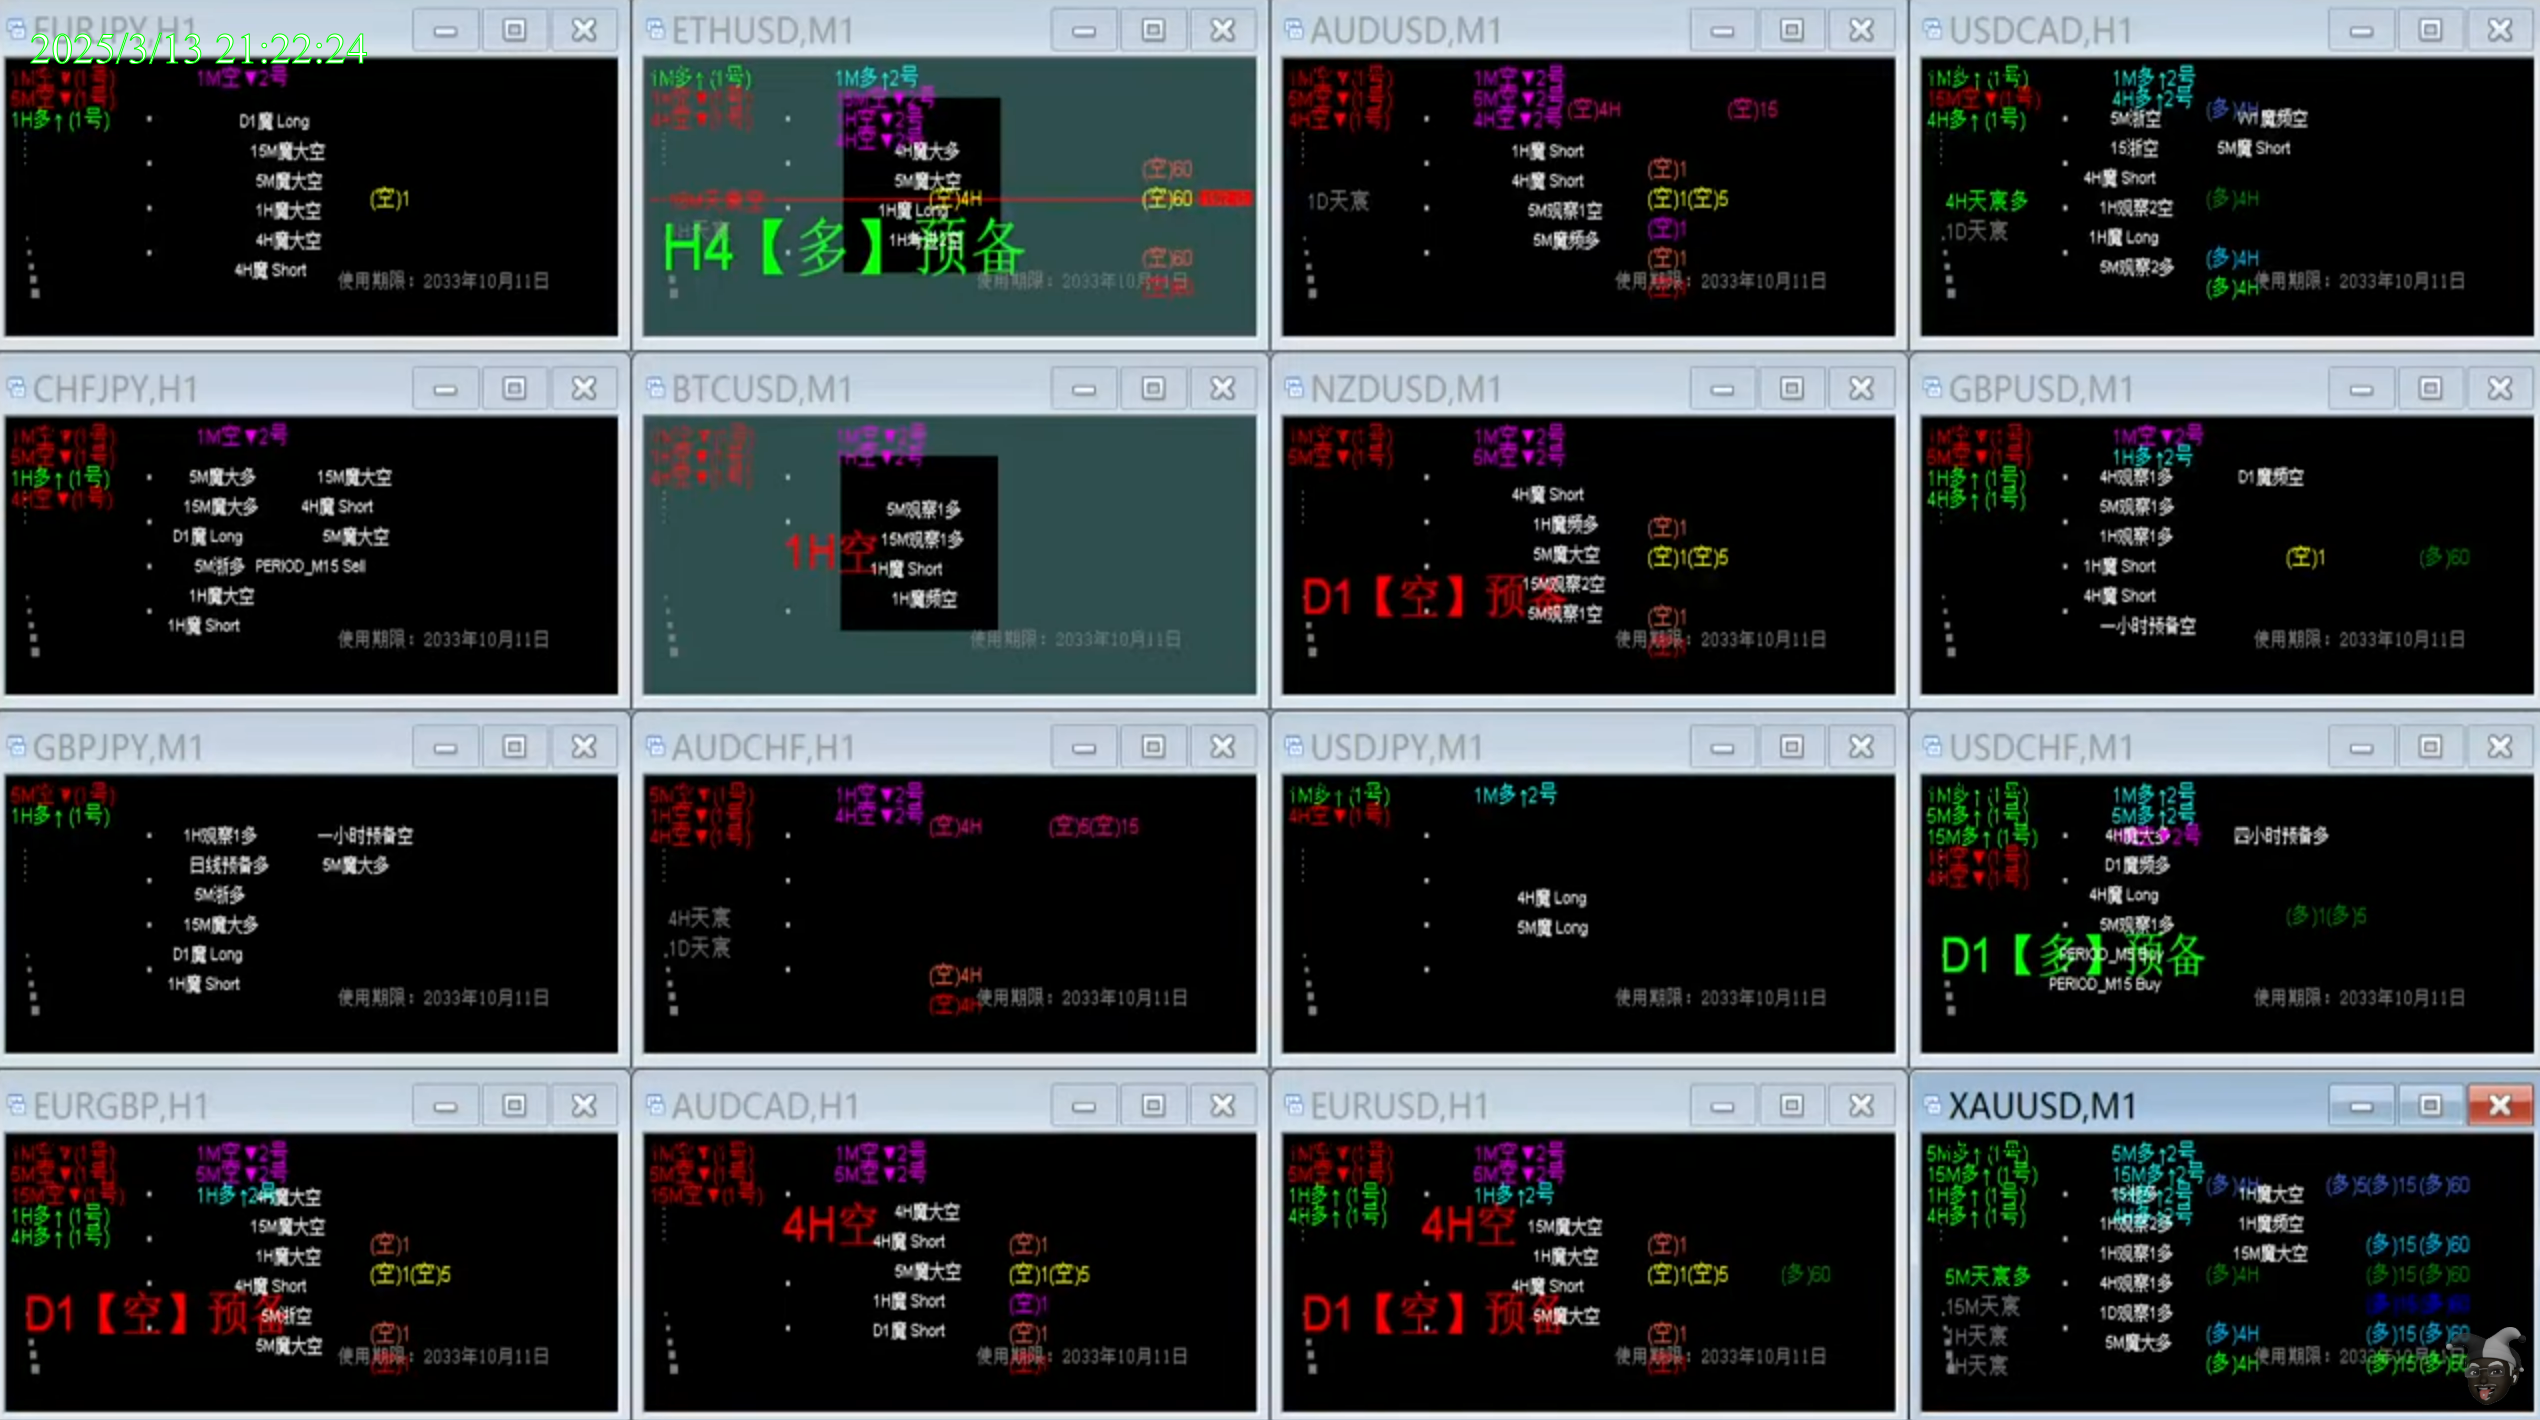 EURJPY,H1
2025/3/13 21:22:24
1M空▼(1号) 1M空▼2号
5M空▼(1号)
1H多↑(1号)
D1魔 Long
15M魔大空
5M魔大空
(空)1
1H魔大空
4H魔大空
4H魔 Short
使用期限：2033年10月11日
ETHUSD,M1
1M多↑(1号) 1M多↑2号
1H空▼(1号) 15M空▼2号
4H空▼(1号) 1H空▼2号
4H空▼2号
4H魔大多
5M魔大空
(空)60
(空)4H (空)60
1H魔 Long
H4【多】预备
(空)60
使用期限：2033年10月11日
AUDUSD,M1
1M空▼(1号) 1M空▼2号
5M空▼(1号) 5M空▼2号
4H空▼(1号) 4H空▼2号
(空)4H (空)15
1H魔 Short
(空)1
4H魔 Short
1D天宸
(空)1(空)5
5M观察1空
(空)1
5M魔频多
(空)1
使用期限：2033年10月11日
USDCAD,H1
1M多↑(1号) 1M多↑2号
15M空▼(1号) 4H多↑2号
4H多↑(1号)
(多)4H
5M浙空 W1魔频空
15浙空 5M魔 Short
4H魔 Short
4H天宸多 (多)4H
1H观察2空
.1D天宸
1H魔 Long
5M观察2多 (多)4H
(多)4H
使用期限：2033年10月11日
CHFJPY,H1
1M空▼(1号) 1M空▼2号
5M空▼(1号)
1H多↑(1号)
4H空▼(1号)
5M魔大多 15M魔大空
15M魔大多 4H魔 Short
D1魔 Long 5M魔大空
5M浙多 PERIOD_M15 Sell
1H魔大空
1H魔 Short
使用期限：2033年10月11日
BTCUSD,M1
1M空▼(1号) 1M空▼2号
1H空▼(1号) 1H空▼2号
4H空▼(1号)
5M观察1多
1H空 15M观察1多
1H魔 Short
1H魔频空
使用期限：2033年10月11日
NZDUSD,M1
1M空▼(1号) 1M空▼2号
5M空▼(1号) 5M空▼2号
4H魔 Short
1H魔频多 (空)1
5M魔大空 (空)1(空)5
15M观察2空
D1【空】预备
5M观察1空 (空)1
使用期限：2033年10月11日
GBPUSD,M1
1M空▼(1号) 1M空▼2号
5M空▼(1号) 1H多↑2号
1H多↑(1号)
4H多↑(1号)
4H观察1多 D1魔频空
5M观察1多
1H观察1多
(空)1 (多)60
1H魔 Short
4H魔 Short
一小时预备空
使用期限：2033年10月11日
GBPJPY,M1
5M空▼(1号)
1H多↑(1号)
1H观察1多 一小时预备空
日线预备多 5M魔大多
5M浙多
15M魔大多
D1魔 Long
1H魔 Short
使用期限：2033年10月11日
AUDCHF,H1
5M空▼(1号) 1H空▼2号
1H空▼(1号) 4H空▼2号
4H空▼(1号)
(空)4H (空)5(空)15
4H天宸
.1D天宸
(空)4H
(空)4H
使用期限：2033年10月11日
USDJPY,M1
1M多↑(1号) 1M多↑2号
4H空▼(1号)
4H魔 Long
5M魔 Long
使用期限：2033年10月11日
USDCHF,M1
1M多↑(1号) 1M多↑2号
5M多↑(1号) 5M多↑2号
15M多↑(1号)
1H空▼(1号)
4H空▼(1号)
4H魔大多 四小时预备多
D1魔频多
4H魔 Long
(多)1(多)5
5M观察1多
D1【多】预备
PERIOD_M5 Buy
PERIOD_M15 Buy
使用期限：2033年10月11日
EURGBP,H1
1M空▼(1号) 1M空▼2号
5M空▼(1号) 5M空▼2号
15M空▼(1号) 1H多↑2号
1H多↑(1号)
4H多↑(1号)
4H魔大空
15M魔大空
(空)1
1H魔大空
(空)1(空)5
4H魔 Short
D1【空】预备
5M浙空
(空)1
5M魔大空
使用期限：2033年10月11日
AUDCAD,H1
1M空▼(1号) 1M空▼2号
5M空▼(1号) 5M空▼2号
15M空▼(1号)
4H空 4H魔大空
4H魔 Short (空)1
5M魔大空 (空)1(空)5
1H魔 Short (空)1
D1魔 Short (空)1
使用期限：2033年10月11日
EURUSD,H1
1M空▼(1号) 1M空▼2号
5M空▼(1号) 5M空▼2号
1H多↑(1号) 1H多↑2号
4H多↑(1号)
4H空 15M魔大空
1H魔大空 (空)1
(空)1(空)5 (多)60
4H魔 Short
D1【空】预备
5M魔大空
(空)1
使用期限：2033年10月11日
XAUUSD,M1
5M多↑(1号) 5M多↑2号
15M多↑(1号) 15M多↑2号
1H多↑(1号)
4H多↑(1号)
(多)4H (多)5(多)15(多)60
1H魔大空
1H观察2多 1H魔频空
1H观察1多 15M魔大空 (多)15(多)60
5M天宸多 4H观察1多 (多)4H (多)15(多)60
.15M天宸 1D观察1多
1H天宸 5M魔大多 (多)4H (多)15(多)60
4H天宸 (多)4H